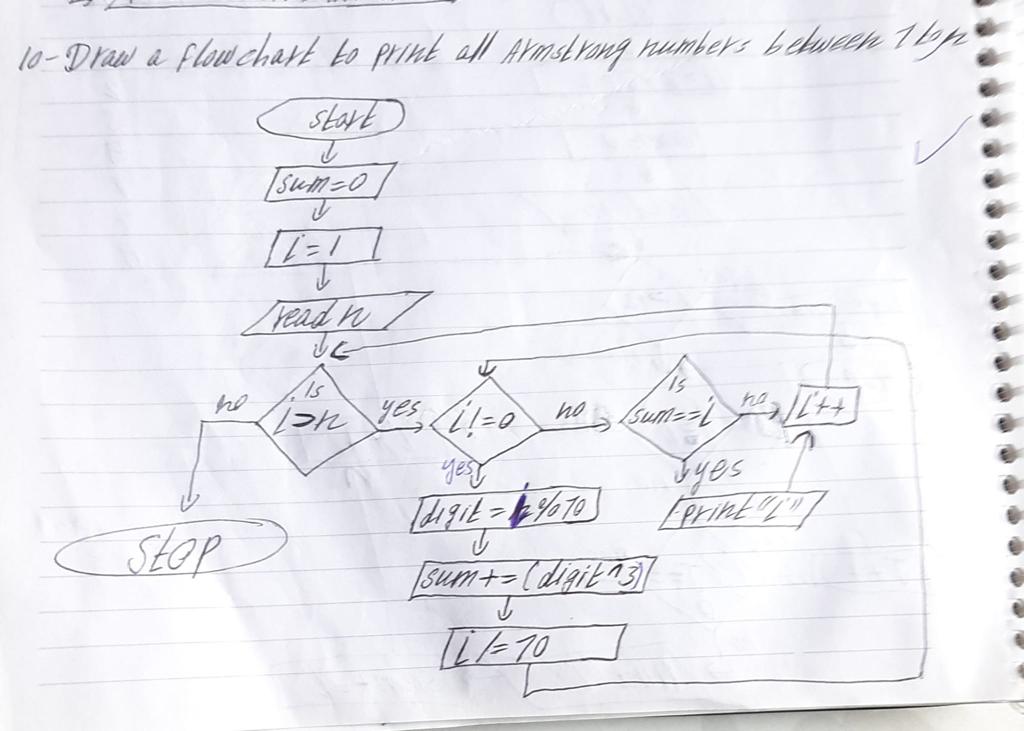 10- Draw a flowchart to print all Armstrong numbers between 1 to n
start
sum=0
i=1
read n
no
is
i>n
yes
i!=0
no
is
sum==i
no
i++
yes
yes
digit = i%10
print "i"
stop
sum+=(digit^3)
i/=10